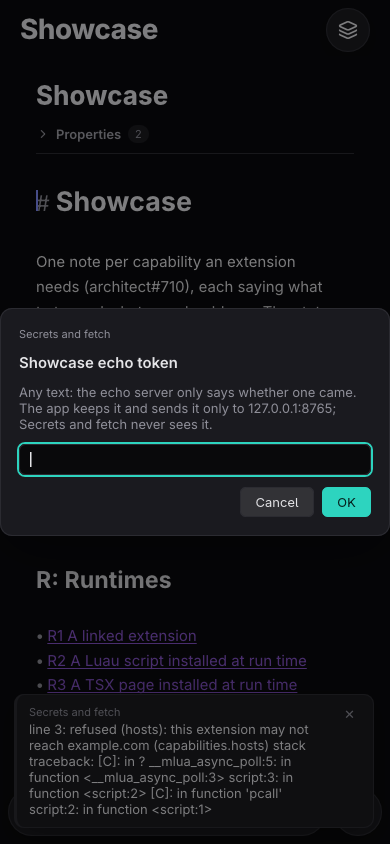 Showcase
Showcase
Properties 2
# Showcase
One note per capability an extension
needs (architect#710), each saying what
Secrets and fetch
Showcase echo token
Any text: the echo server only says whether one came.
The app keeps it and sends it only to 127.0.0.1:8765;
Secrets and fetch never sees it.
Cancel OK
R: Runtimes
• R1 A linked extension
• R2 A Luau script installed at run time
• R3 A TSX page installed at run time
Secrets and fetch ×
line 3: refused (hosts): this extension may not
reach example.com (capabilities.hosts) stack
traceback: [C]: in ? __mlua_async_poll:5: in
function <__mlua_async_poll:3> script:3: in
function <script:2> [C]: in function 'pcall'
script:2: in function <script:1>